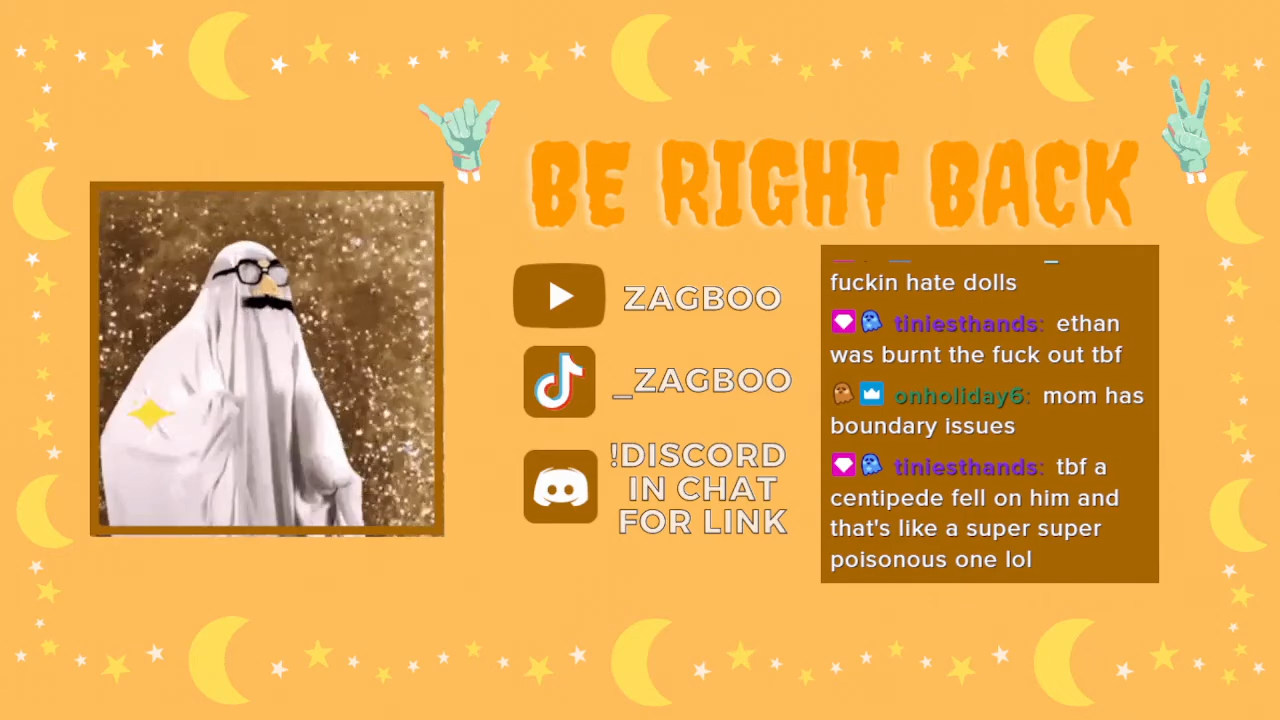 BE RIGHT BACK
ZAGBOO
_ZAGBOO
!DISCORD
IN CHAT
FOR LINK
fuckin hate dolls
tiniesthands: ethan
was burnt the fuck out tbf
onholiday6: mom has
boundary issues
tiniesthands: tbf a
centipede fell on him and
that's like a super super
poisonous one lol